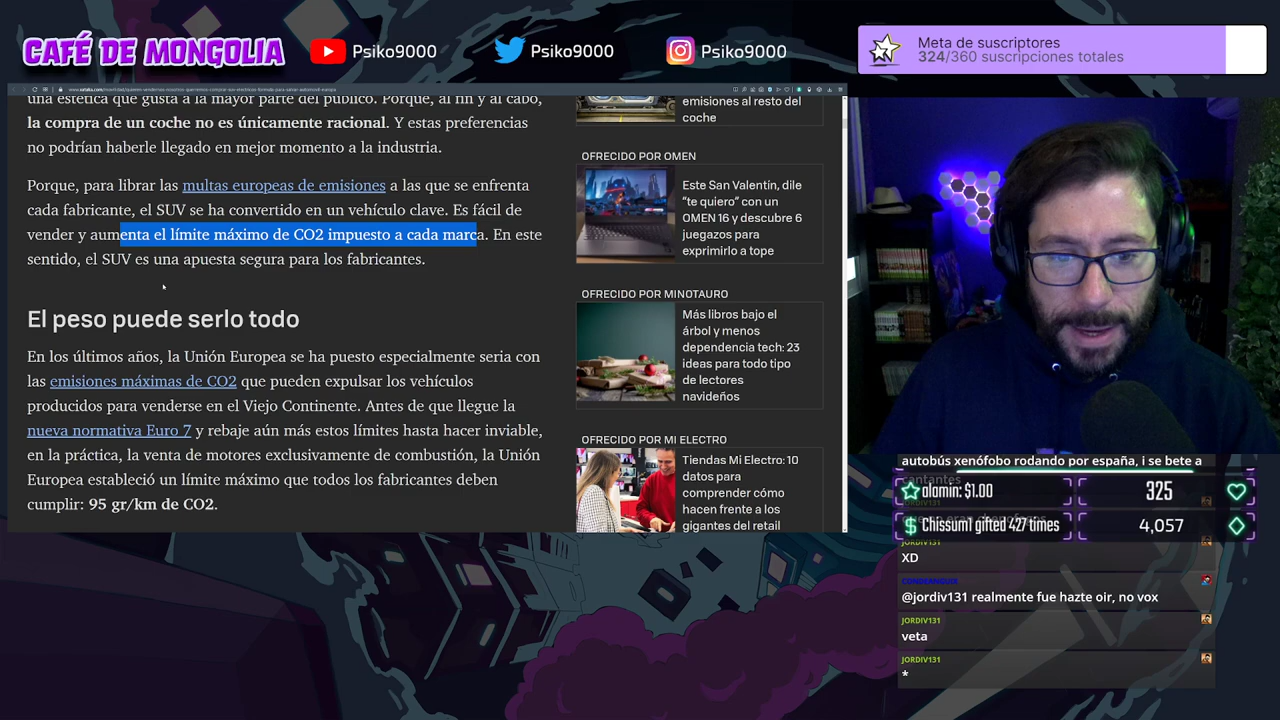 CAFÉ DE MONGOLIA
Psiko9000
Psiko9000
Psiko9000
Meta de suscriptores
324/360 suscripciones totales
una estética que gusta a la mayor parte del público. Porque, al fin y al cabo,
la compra de un coche no es únicamente racional. Y estas preferencias
no podrían haberle llegado en mejor momento a la industria.
Porque, para librar las multas europeas de emisiones a las que se enfrenta
cada fabricante, el SUV se ha convertido en un vehículo clave. Es fácil de
vender y aumenta el límite máximo de CO2 impuesto a cada marca. En este
sentido, el SUV es una apuesta segura para los fabricantes.
El peso puede serlo todo
En los últimos años, la Unión Europea se ha puesto especialmente seria con
las emisiones máximas de CO2 que pueden expulsar los vehículos
producidos para venderse en el Viejo Continente. Antes de que llegue la
nueva normativa Euro 7 y rebaje aún más estos límites hasta hacer inviable,
en la práctica, la venta de motores exclusivamente de combustión, la Unión
Europea estableció un límite máximo que todos los fabricantes deben
cumplir: 95 gr/km de CO2.
emisiones al resto del
coche
OFRECIDO POR OMEN
Este San Valentín, dile
“te quiero” con un
OMEN 16 y descubre 6
juegazos para
exprimirlo a tope
OFRECIDO POR MINOTAURO
Más libros bajo el
árbol y menos
dependencia tech: 23
ideas para todo tipo
de lectores
navideños
OFRECIDO POR MI ELECTRO
Tiendas Mi Electro: 10
datos para
comprender cómo
hacen frente a los
gigantes del retail
autobús xenófobo rodando por españa, i se bete a
cantantes
alamin: $1.00
325
Chissum1 gifted 427 times
4,057
JORDIV131
XD
CONDEANGUIX
@jordiv131 realmente fue hazte oir, no vox
JORDIV131
veta
JORDIV131
*